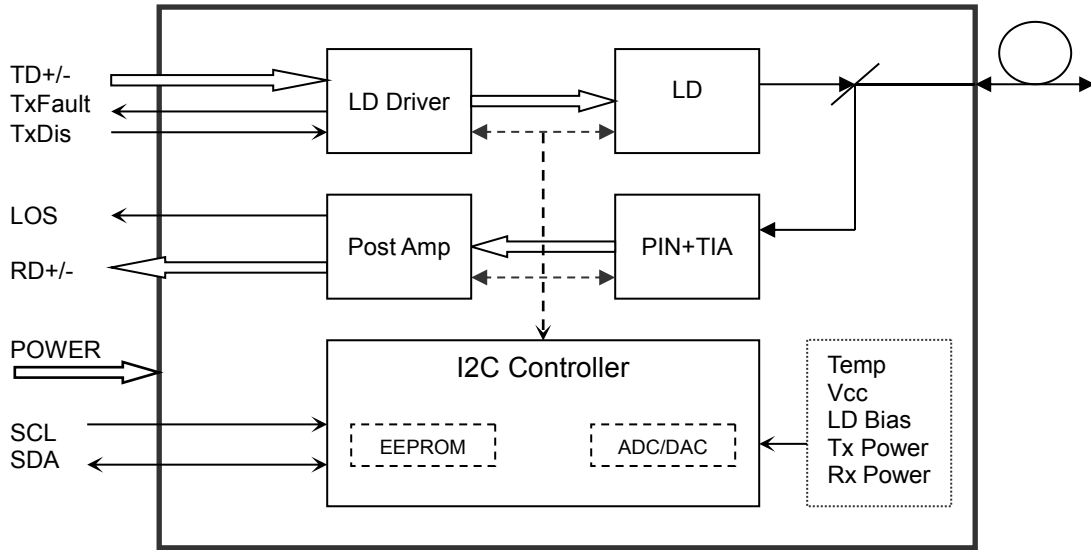 TD+/-
TxFault
TxDis
LD Driver
LD
LOS
RD+/-
Post Amp
PIN+TIA
POWER
SCL
SDA
I2C Controller
EEPROM
ADC/DAC
Temp
Vcc
LD Bias
Tx Power
Rx Power